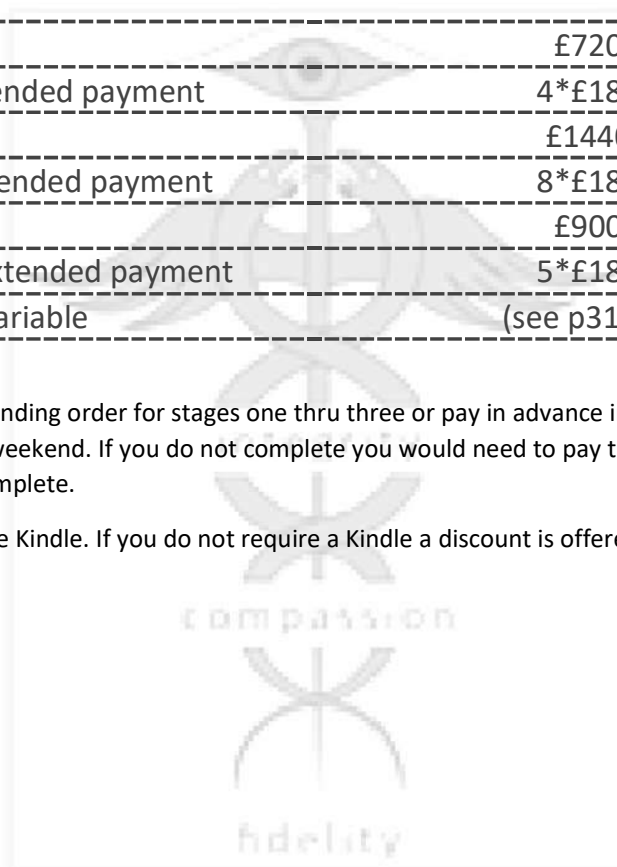 £720
ended payment 4*£18
£1440
ended payment 8*£18
£900
xtended payment 5*£18
ariable (see p31
nding order for stages one thru three or pay in advance i
weekend. If you do not complete you would need to pay t
mplete.
e Kindle. If you do not require a Kindle a discount is offere
compassion
fidelity